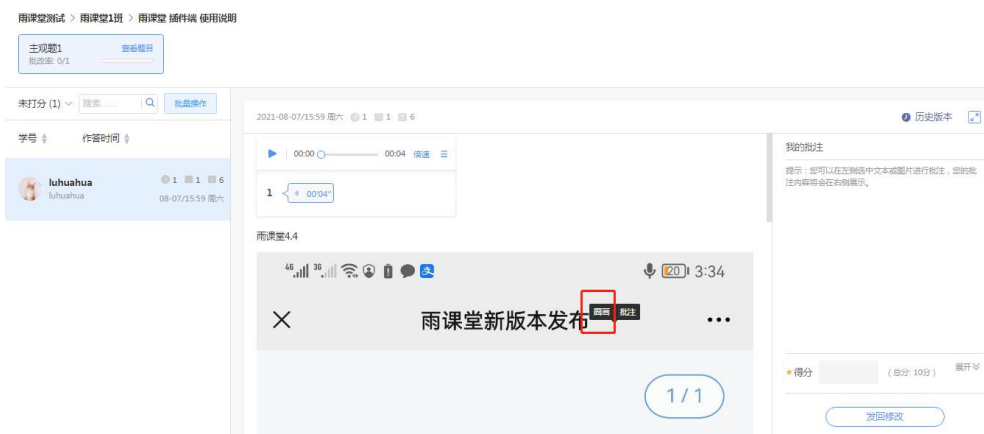 雨课堂测试 > 雨课堂1班 > 雨课堂 插件端 使用说明
主观题1 查看题目
批改率: 0/1
未打分 (1) 搜索...... 批量操作
学号 作答时间
luhuahua 1 1 6
luhuahua 08-07/15:59 周六
2021-08-07/15:59 周六 1 1 6 历史版本
00:00 00:04 倍速
1 00'04"
雨课堂4.4
46 36 支 20 3:34
雨课堂新版本发布 圈画 批注 ...
1/1
我的批注
提示:您可以在左侧选中文本或图片进行批注,您的批
注内容将会在右侧展示。
*得分 (总分: 10分) 展开
发回修改